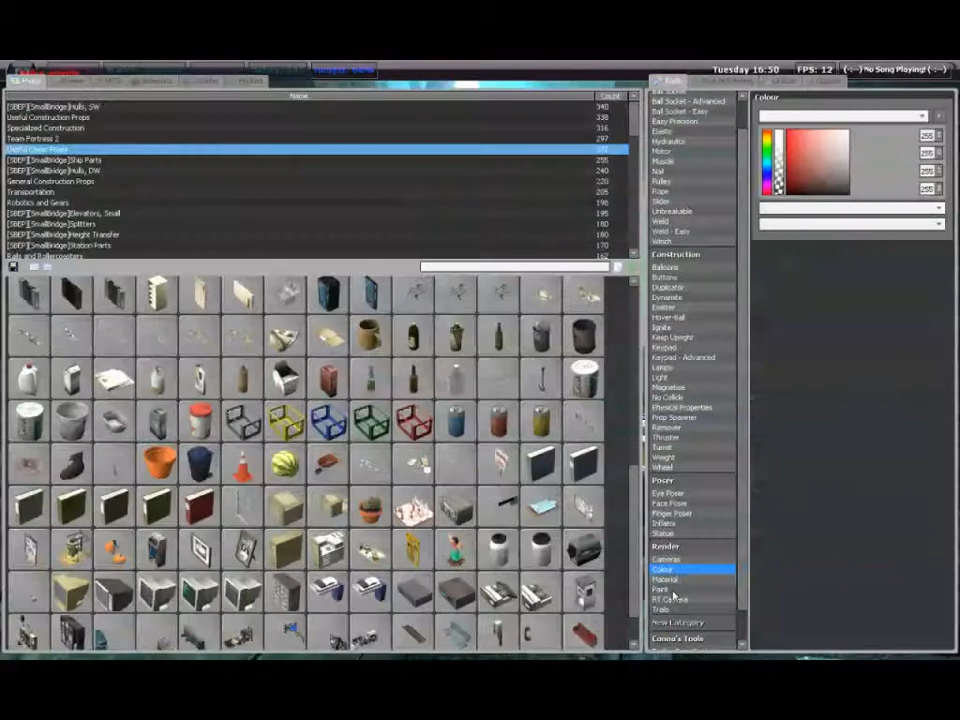 Tuesday 16:50 FPS: 12 (-:--) No Song Playing! (-:--)
Name Count
[SBEP][SmallBridge]Hulls, SW 340
Useful Construction Props 338
Specialized Construction 316
Team Fortress 2 297
[SBEP][SmallBridge]Ship Parts 255
[SBEP][SmallBridge]Hulls, DW 240
General Construction Props 220
Transportation 205
Robotics and Gears 196
[SBEP][SmallBridge]Elevators, Small 195
[SBEP][SmallBridge]Splitters 180
[SBEP][SmallBridge]Height Transfer 180
[SBEP][SmallBridge]Station Parts 170
Rails and Rollercoasters 162
Ball Socket
Ball Socket - Advanced
Ball Socket - Easy
Easy Precision
Elastic
Hydraulic
Motor
Muscle
Nail
Pulley
Rope
Slider
Unbreakable
Weld
Weld - Easy
Winch
Construction
Balloons
Buttons
Duplicator
Dynamite
Emitter
Hover-Ball
Ignite
Keep Upright
Keypad
Keypad - Advanced
Lamps
Light
Magnetise
No Collide
Physical Properties
Prop Spawner
Remover
Thruster
Turret
Weight
Wheel
Poser
Eye Poser
Face Poser
Finger Poser
Inflator
Statue
Render
Cameras
Colour
Material
Paint
RT Camera
Trails
New Category
Conna's Tools
Colour
255
255
255
255